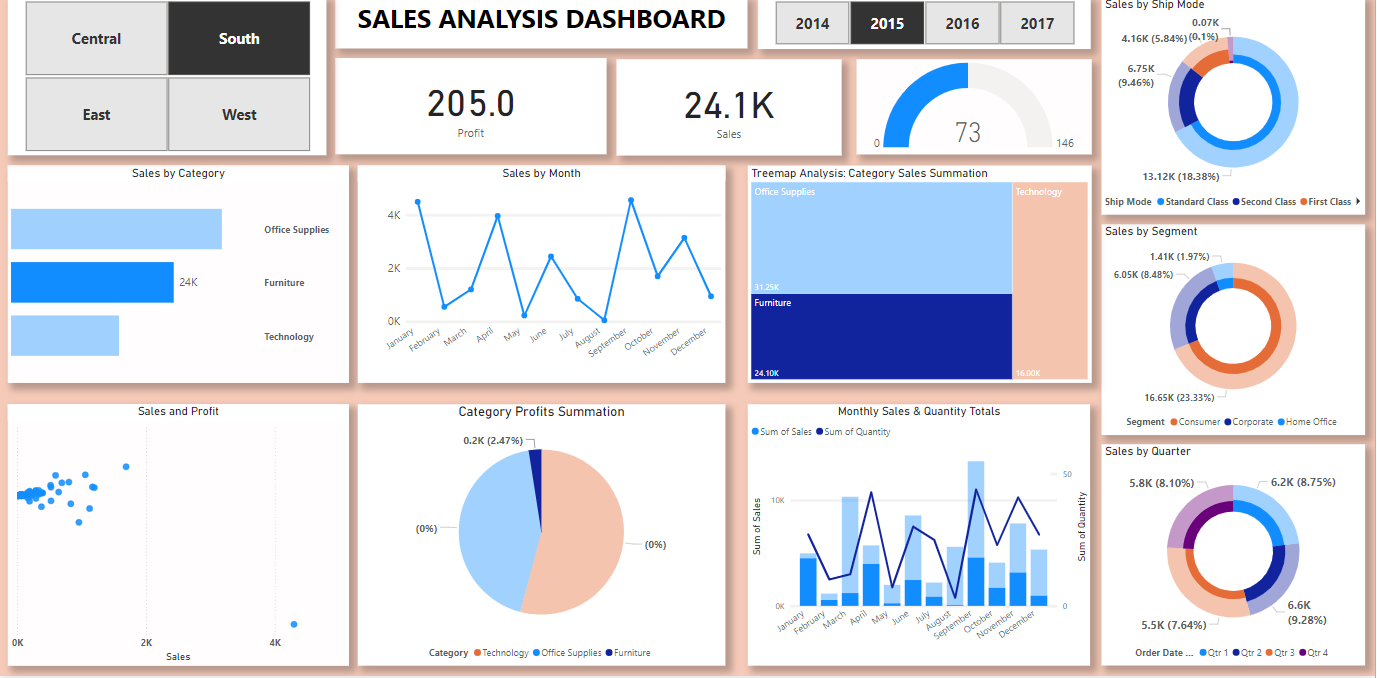 Central
South
East
West
SALES ANALYSIS DASHBOARD
2014 2015 2016 2017
205.0
Profit
24.1K
Sales
73
0
146
Sales by Ship Mode
0.07K
(0.1%)
4.16K (5.84%)
6.75K
(9.46%)
13.12K (18.38%)
Ship Mode Standard Class Second Class First Class
Sales by Category
Office Supplies
24K
Furniture
Technology
Sales by Month
4K
2K
0K
January February March April May June July August September October November December
Treemap Analysis: Category Sales Summation
Office Supplies
31.25K
Furniture
24.10K
Technology
16.00K
Sales by Segment
1.41K (1.97%)
6.05K (8.48%)
16.65K (23.33%)
Segment Consumer Corporate Home Office
Sales and Profit
0K 2K 4K
Sales
Category Profits Summation
0.2K (2.47%)
(0%)
(0%)
Category Technology Office Supplies Furniture
Monthly Sales & Quantity Totals
Sum of Sales Sum of Quantity
Sum of Sales
10K
0K
50
0
Sum of Quantity
January February March April May June July August September October November December
Sales by Quarter
5.8K (8.10%)
6.2K (8.75%)
6.6K
(9.28%)
5.5K (7.64%)
Order Date ... Qtr 1 Qtr 2 Qtr 3 Qtr 4